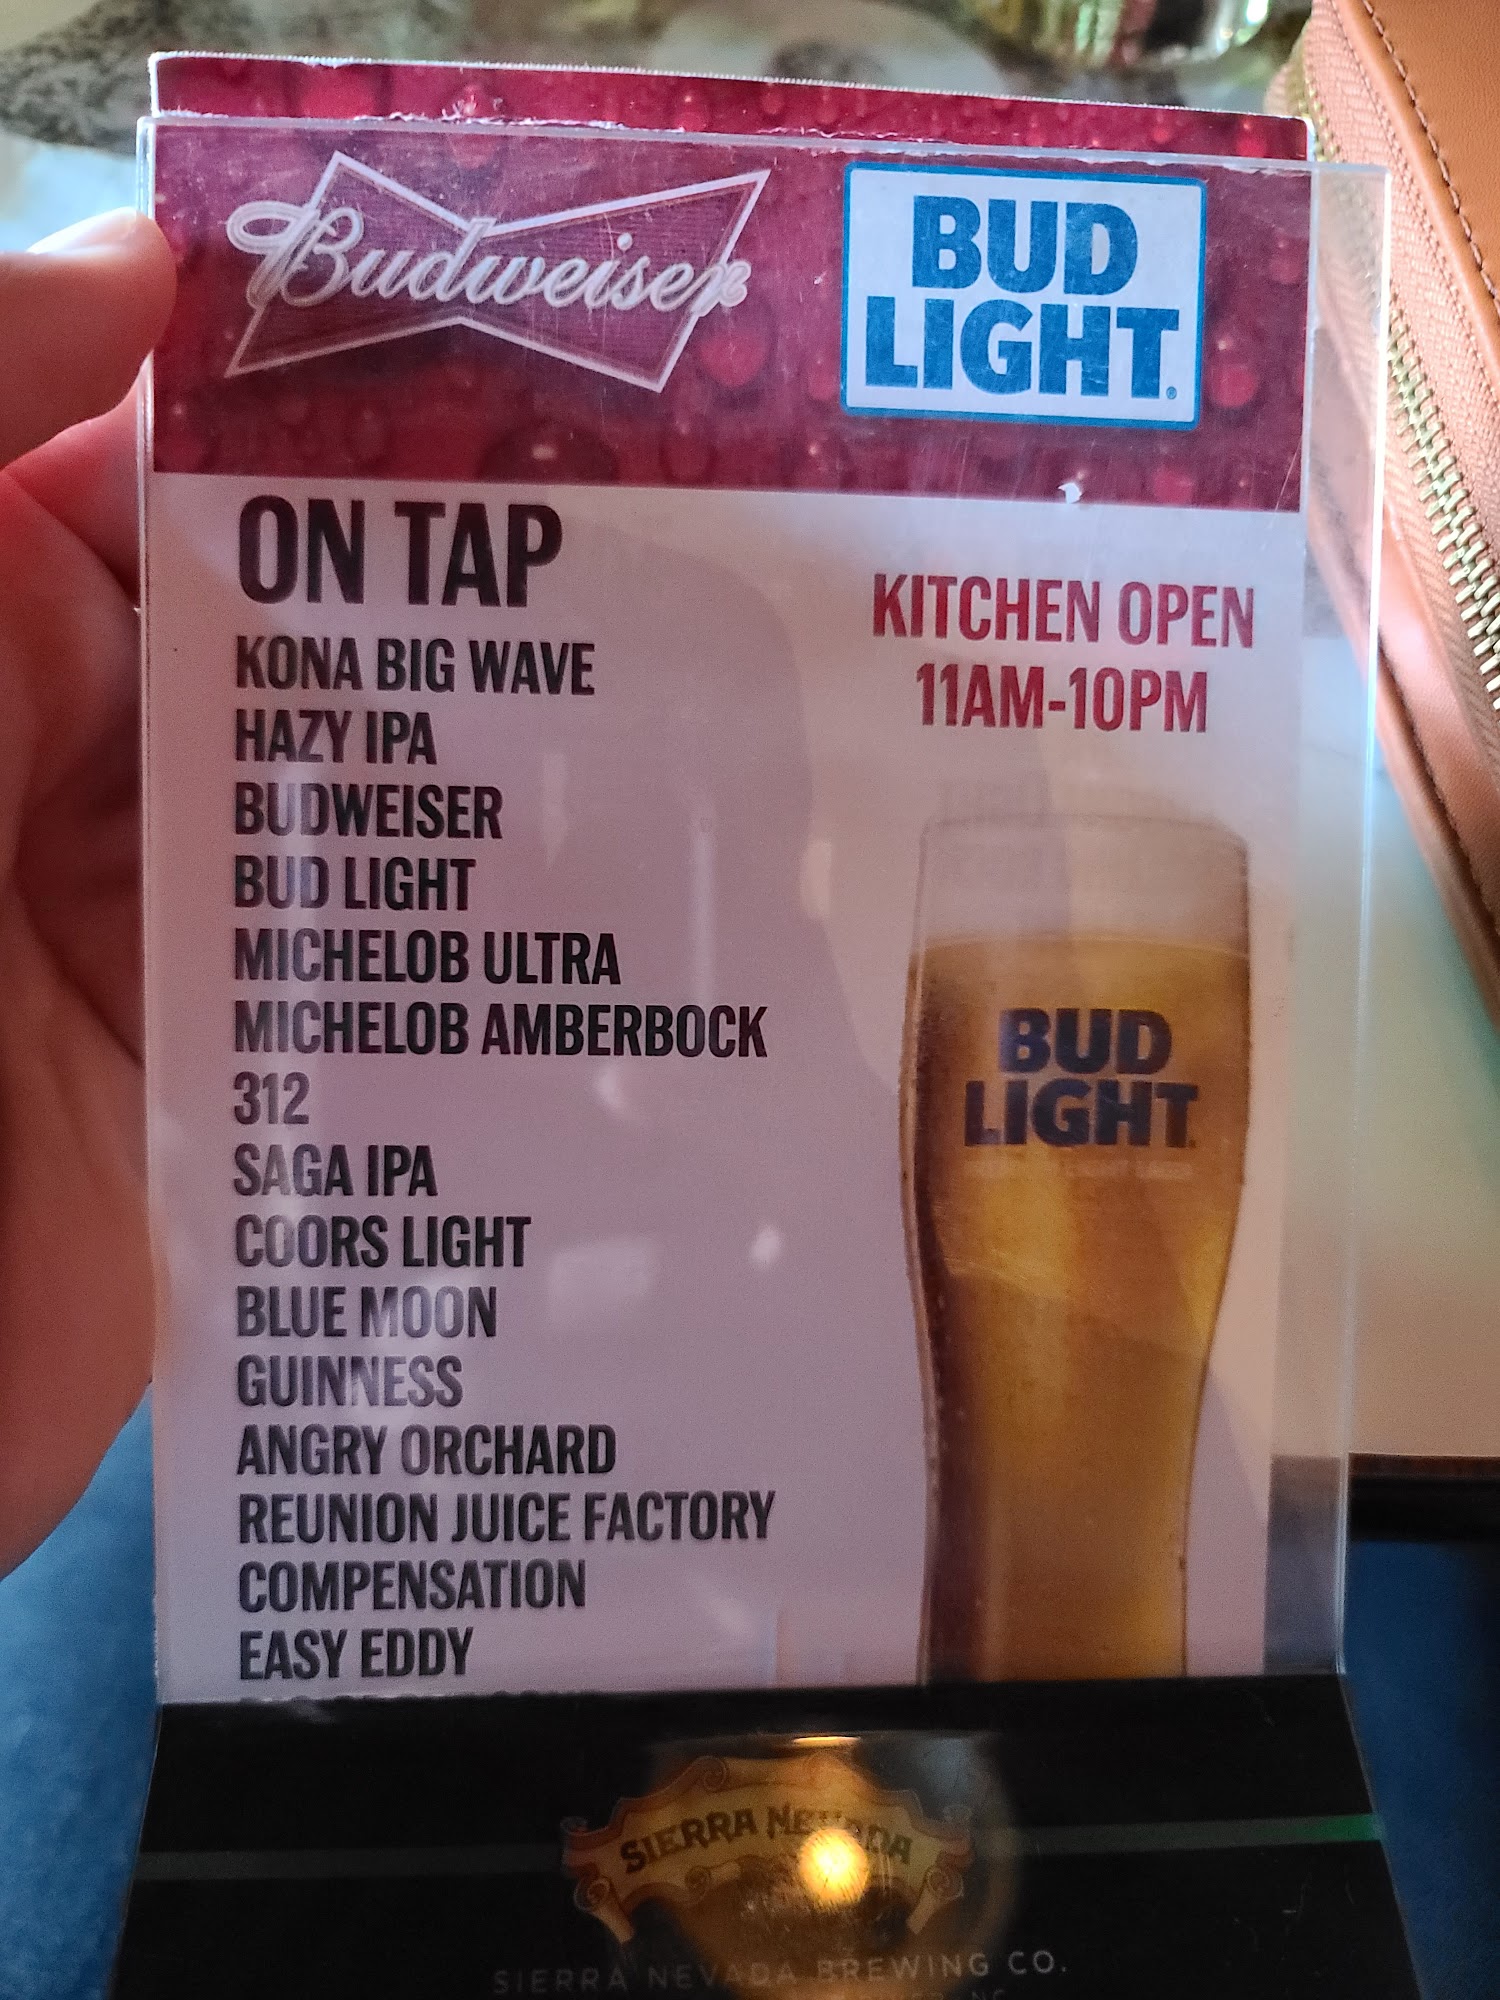 Budweiser
BUD
LIGHT
ON TAP
KONA BIG WAVE
HAZY IPA
BUDWEISER
BUD LIGHT
MICHELOB ULTRA
MICHELOB AMBERBOCK
312
SAGA IPA
COORS LIGHT
BLUE MOON
GUINNESS
ANGRY ORCHARD
REUNION JUICE FACTORY
COMPENSATION
EASY EDDY
KITCHEN OPEN
11AM-10PM
BUD
LIGHT
SIERRA NEVADA
SIERRA NEVADA BREWING CO.